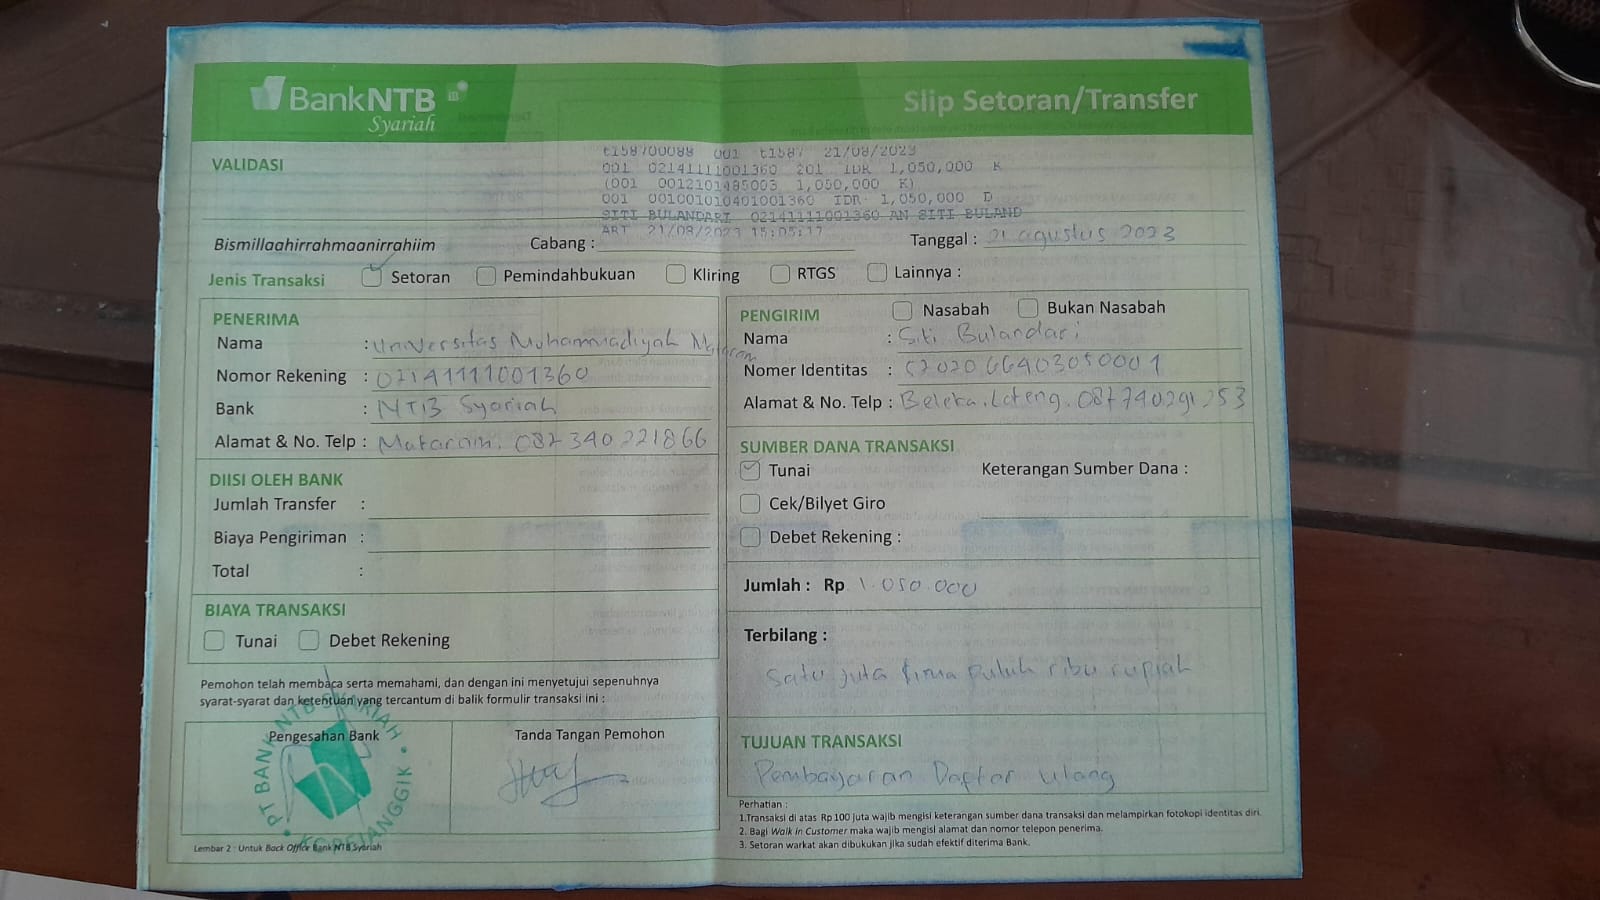 BankNTB
Syariah
Slip Setoran/Transfer
VALIDASI
t158700088 001 t1587 21/08/2023
001 02141111001360 201 IDR 1,050,000 K
(001 0012101485003 1,050,000 K)
001 001001010401001360 IDR 1,050,000 D
SITI BULANDARI 02141111001360 AN SITI BULAND
ART 21/08/2023 15:05:17
Bismillaahirrahmaanirrahiim
Cabang :
Tanggal : 21 agustus 2023
Jenis Transaksi Setoran Pemindahbukuan Kliring RTGS Lainnya :
PENERIMA
Nama : Universitas Muhammadiyah Mataram
Nomor Rekening : 02141111001360
Bank : NTB Syariah
Alamat & No. Telp : Mataram. 087340221866
DIISI OLEH BANK
Jumlah Transfer :
Biaya Pengiriman :
Total :
BIAYA TRANSAKSI
Tunai Debet Rekening
Pemohon telah membaca serta memahami, dan dengan ini menyetujui sepenuhnya
syarat-syarat dan ketentuan yang tercantum di balik formulir transaksi ini :
Pengesahan Bank
Tanda Tangan Pemohon
PT BANK NTB SYARIAH
Lembar 2 : Untuk Back Office Bank NTB Syariah
PENGIRIM Nasabah Bukan Nasabah
Nama : Siti Bulandari
Nomer Identitas :
Alamat & No. Telp : Beleka. Loteng. 087740291253
SUMBER DANA TRANSAKSI
Tunai Keterangan Sumber Dana :
Cek/Bilyet Giro
Debet Rekening :
Jumlah : Rp 1.050.000
Terbilang :
Satu juta lima puluh ribu rupiah
TUJUAN TRANSAKSI
Pembayaran Daftar ulang
Perhatian :
1.Transaksi di atas Rp 100 Juta wajib mengisi keterangan sumber dana transaksi dan melampirkan fotokopi identitas diri.
2. Bagi Walk in Customer maka wajib mengisi alamat dan nomor telepon penerima.
3. Setoran warkat akan dibukukan jika sudah efektif diterima Bank.